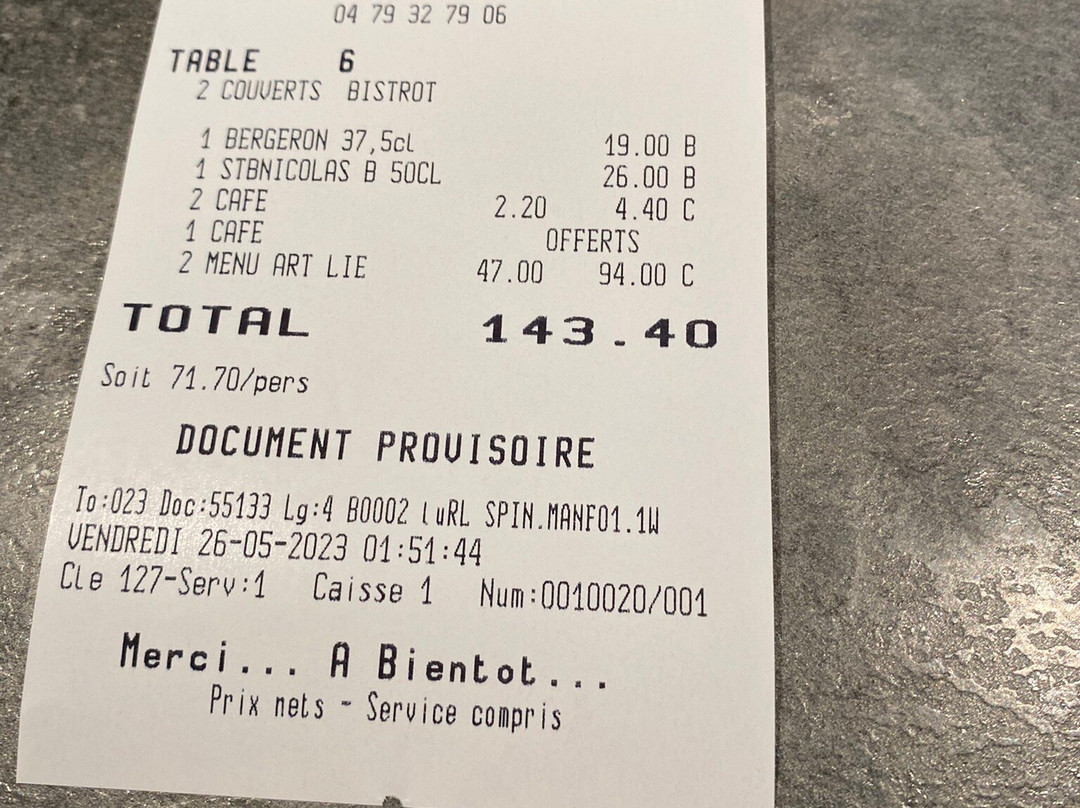 04 79 32 79 06
TABLE 6
2 COUVERTS BISTROT
1 BERGERON 37,5cl 19.00 B
1 STBNICOLAS B 50CL 26.00 B
2 CAFE 2.20 4.40 C
1 CAFE OFFERTS
2 MENU ART LIE 47.00 94.00 C
TOTAL 143.40
Soit 71.70/pers
DOCUMENT PROVISOIRE
To:023 Doc:55133 Lg:4 B0002 luRL SPIN.MANF01.1W
VENDREDI 26-05-2023 01:51:44
Cle 127-Serv:1 Caisse 1 Num:0010020/001
Merci... A Bientot...
Prix nets - Service compris